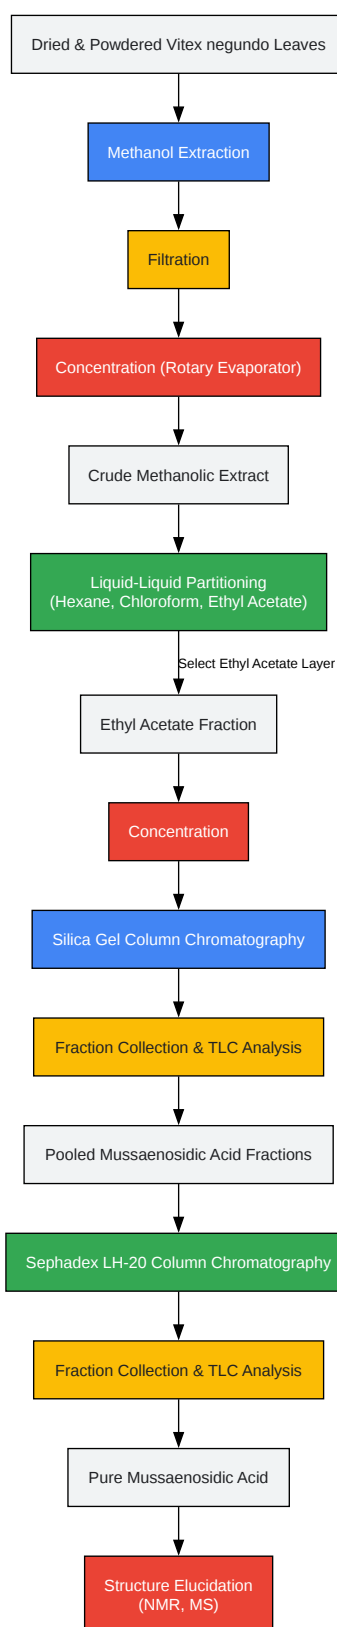 Dried & Powdered Vitex negundo Leaves
Methanol Extraction
Filtration
Concentration (Rotary Evaporator)
Crude Methanolic Extract
Liquid-Liquid Partitioning
(Hexane, Chloroform, Ethyl Acetate)
Select Ethyl Acetate Layer
Ethyl Acetate Fraction
Concentration
Silica Gel Column Chromatography
Fraction Collection & TLC Analysis
Pooled Mussaenosidic Acid Fractions
Sephadex LH-20 Column Chromatography
Fraction Collection & TLC Analysis
Pure Mussaenosidic Acid
Structure Elucidation
(NMR, MS)